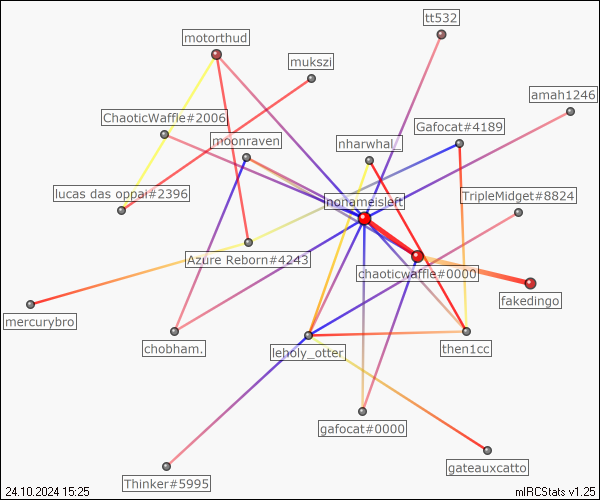 tt532
motorthud
mukszi
amah1246
ChaoticWaffle#2006
Gafocat#4189
moonraven
nharwhal_
lucas das oppai#2396
nonameisleft
TripleMidget#8824
Azure Reborn#4243
chaoticwaffle#0000
fakedingo
mercurybro
chobham.
leholy_otter
then1cc
gafocat#0000
gateauxcatto
Thinker#5995
24.10.2024 15:25
mIRCStats v1.25